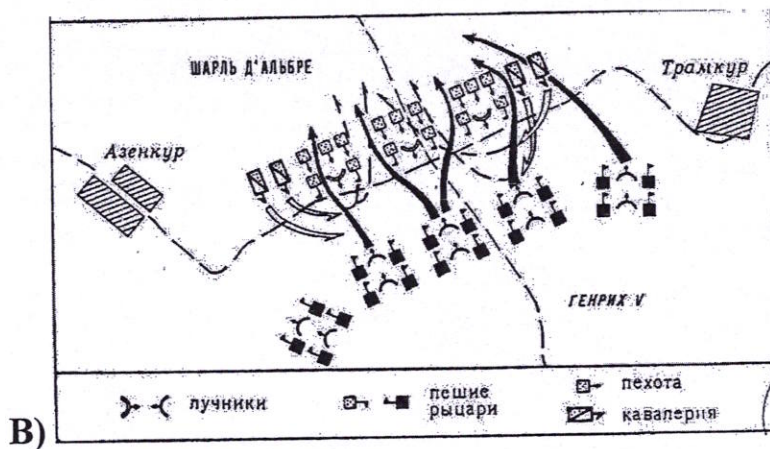 ШАРЛЬ Д'АЛЬБРЕ
Трамкур
Азенкур
ГЕНРИХ V
лучники
пешие рыцари
пехота
кавалерия
В)